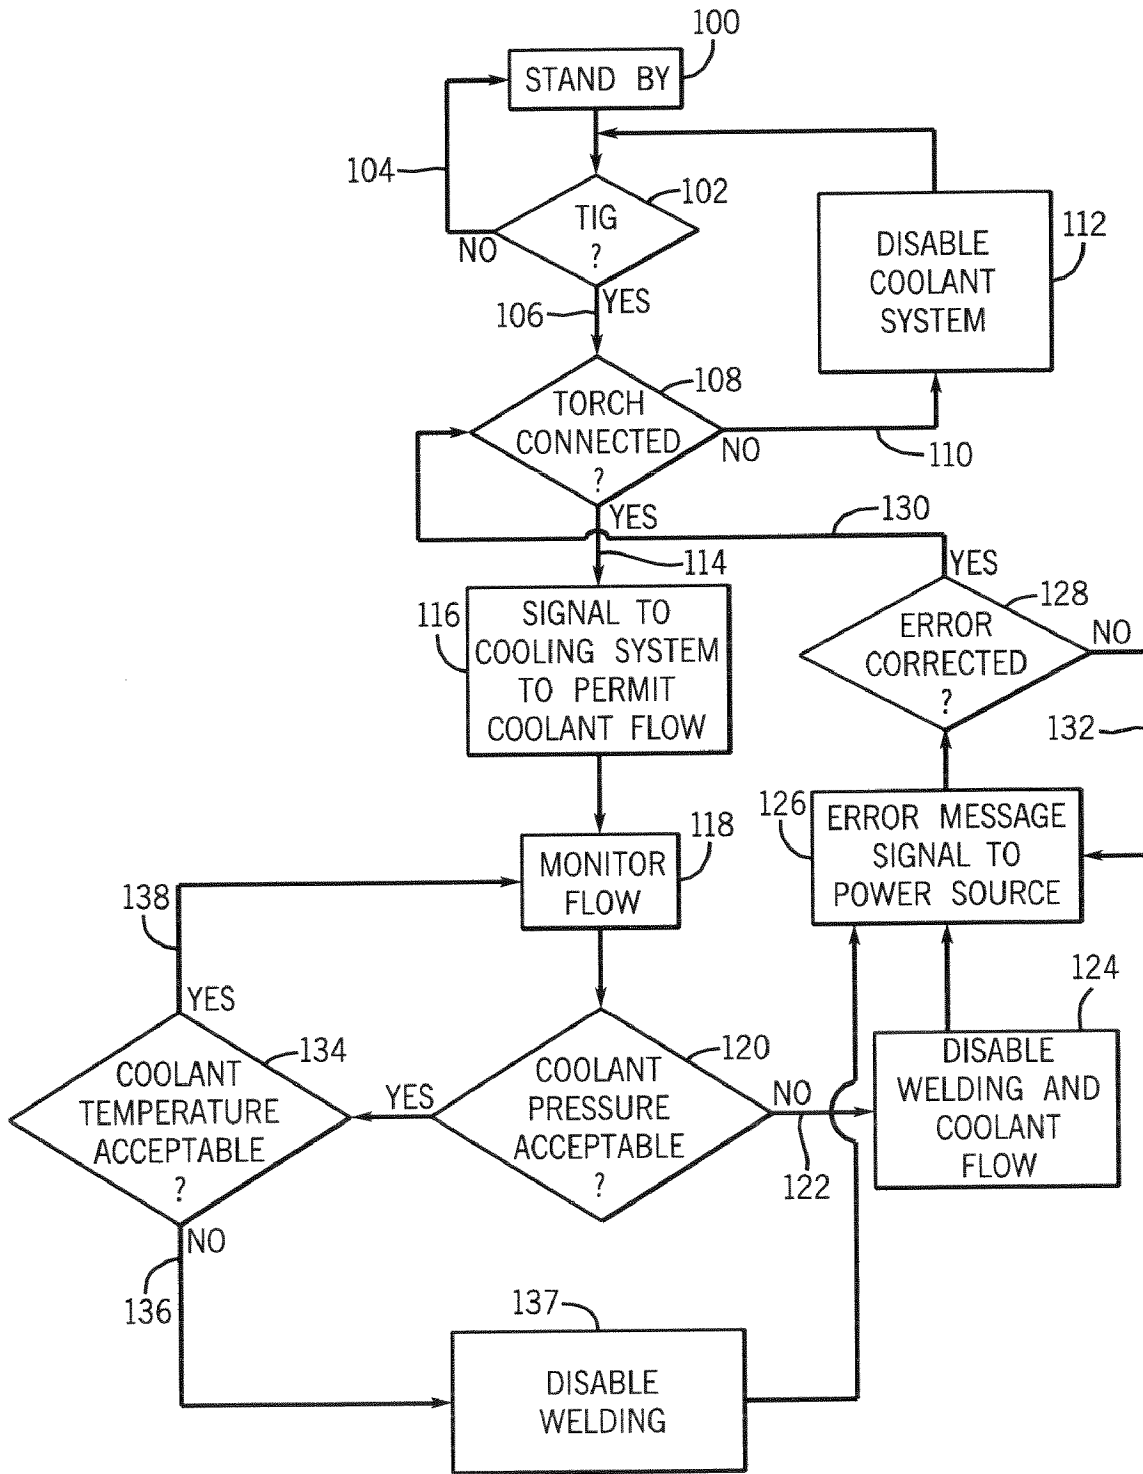 100
STAND BY
104
102
TIG
?
NO
YES
106
112
DISABLE
COOLANT
SYSTEM
108
TORCH
CONNECTED
?
NO
110
YES
130
114
YES
116
SIGNAL TO
COOLING SYSTEM
TO PERMIT
COOLANT FLOW
128
ERROR
CORRECTED
?
NO
132
118
MONITOR
FLOW
126
ERROR MESSAGE
SIGNAL TO
POWER SOURCE
138
YES
134
COOLANT
TEMPERATURE
ACCEPTABLE
?
YES
120
COOLANT
PRESSURE
ACCEPTABLE
?
NO
122
124
DISABLE
WELDING AND
COOLANT
FLOW
NO
136
137
DISABLE
WELDING